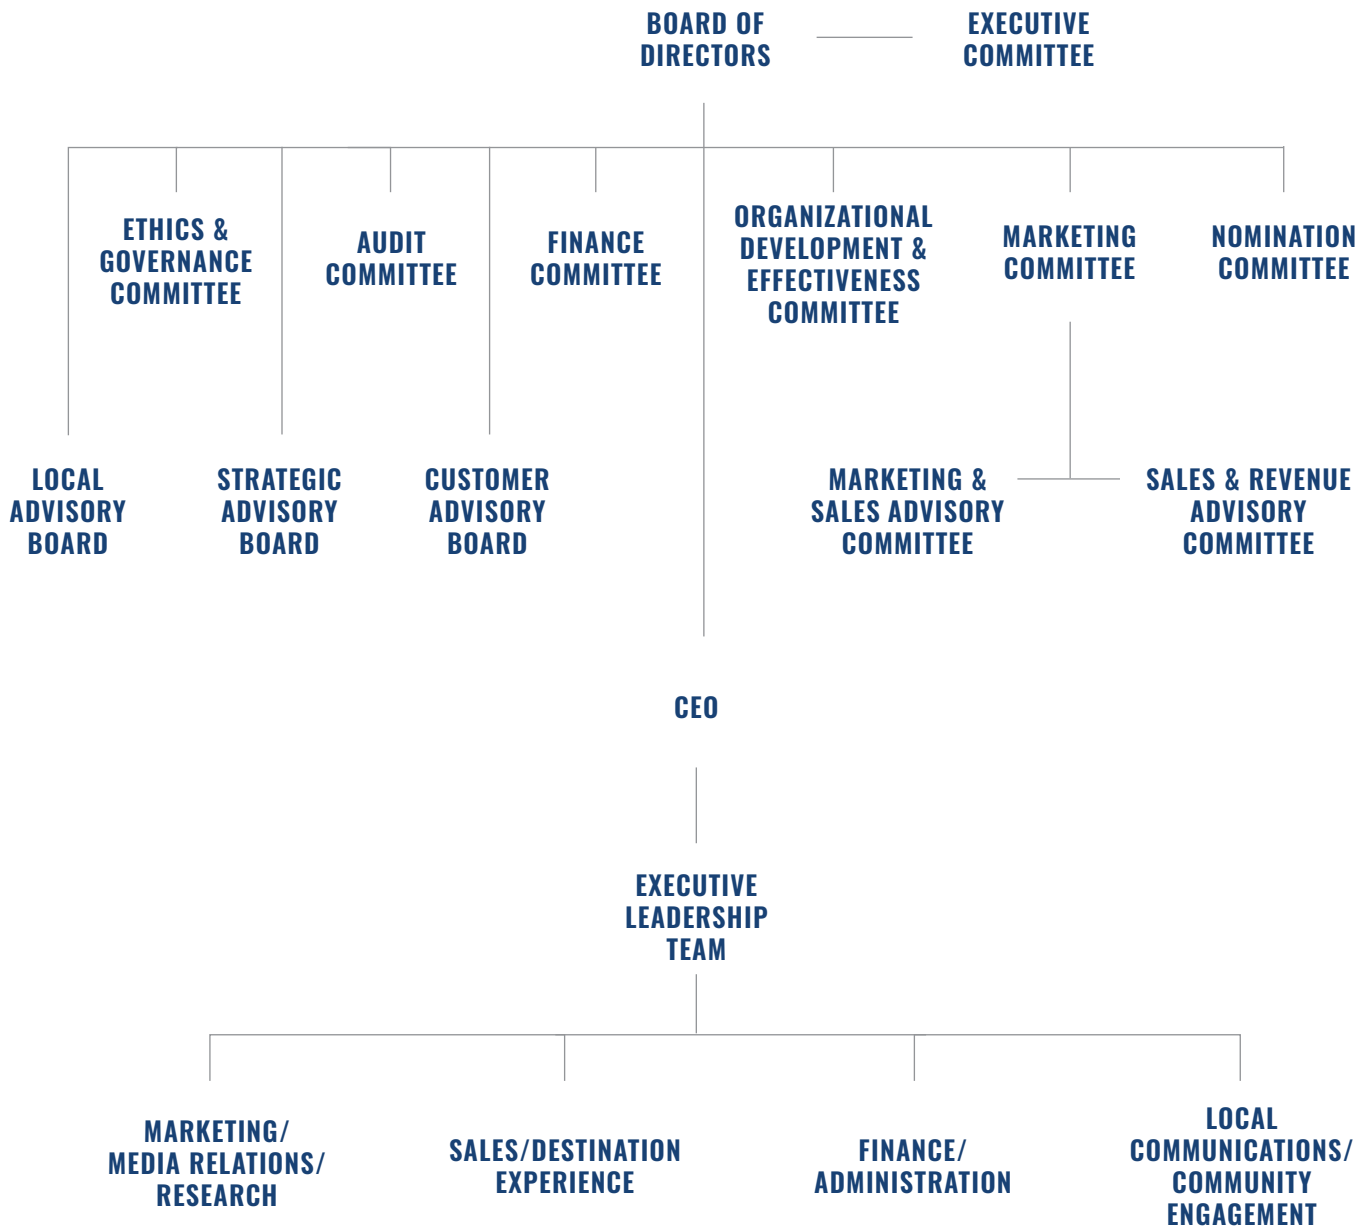 BOARD OF
DIRECTORS
EXECUTIVE
COMMITTEE
ETHICS &
GOVERNANCE
COMMITTEE
AUDIT
COMMITTEE
FINANCE
COMMITTEE
ORGANIZATIONAL
DEVELOPMENT &
EFFECTIVENESS
COMMITTEE
MARKETING
COMMITTEE
NOMINATION
COMMITTEE
LOCAL
ADVISORY
BOARD
STRATEGIC
ADVISORY
BOARD
CUSTOMER
ADVISORY
BOARD
MARKETING &
SALES ADVISORY
COMMITTEE
SALES & REVENUE
ADVISORY
COMMITTEE
CEO
EXECUTIVE
LEADERSHIP
TEAM
MARKETING/
MEDIA RELATIONS/
RESEARCH
SALES/DESTINATION
EXPERIENCE
FINANCE/
ADMINISTRATION
LOCAL
COMMUNICATIONS/
COMMUNITY
ENGAGEMENT